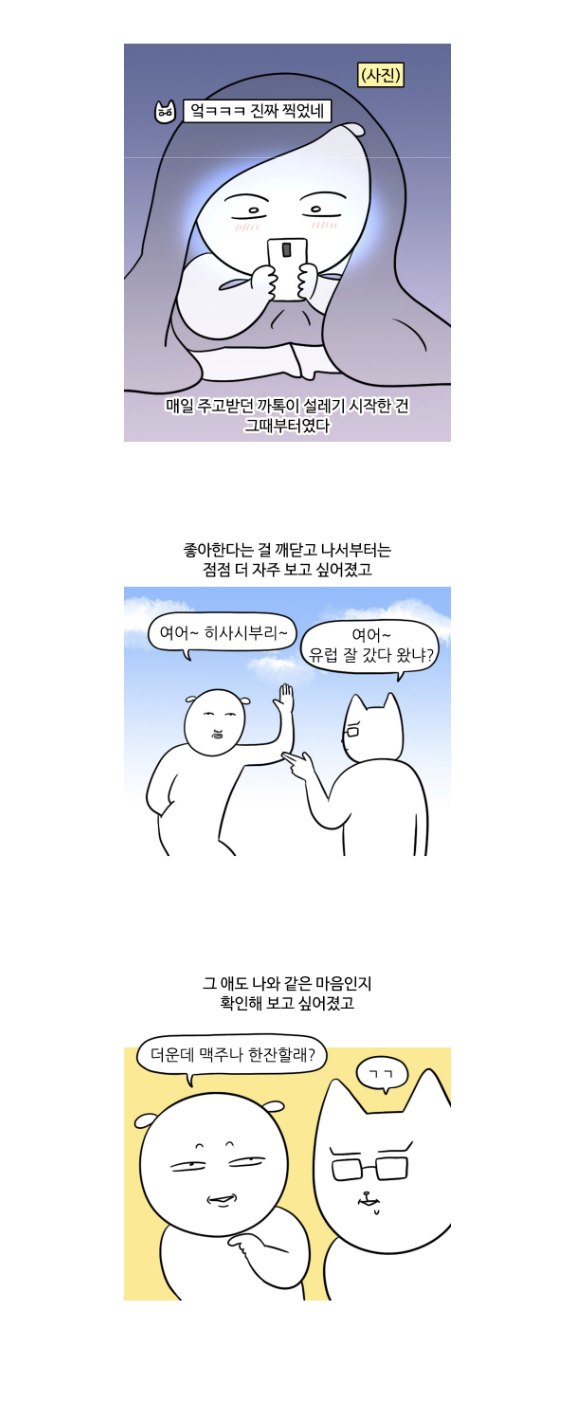 (사진)
엌ㅋㅋㅋ 진짜 찍었네
매일 주고받던 까톡이 설레기 시작한 건
그때부터였다
좋아한다는 걸 깨닫고 나서부터는
점점 더 자주 보고 싶어졌고
여어~ 히사시부리~
여어~
유럽 잘 갔다 왔냐?
그 애도 나와 같은 마음인지
확인해 보고 싶어졌고
더운데 맥주나 한잔할래?
ㄱㄱ